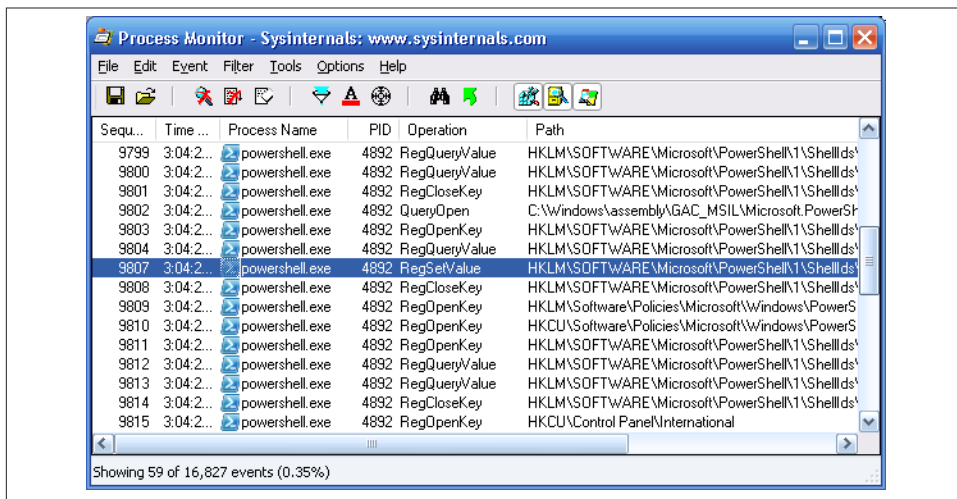 Process Monitor - Sysinternals: www.sysinternals.com
File Edit Event Filter Tools Options Help
Sequ... Time ... Process Name PID Operation Path
9799 3:04:2... powershell.exe 4892 RegQueryValue HKLM\SOFTWARE\Microsoft\PowerShell\1\ShellIds\
9800 3:04:2... powershell.exe 4892 RegQueryValue HKLM\SOFTWARE\Microsoft\PowerShell\1\ShellIds\
9801 3:04:2... powershell.exe 4892 RegCloseKey HKLM\SOFTWARE\Microsoft\PowerShell\1\ShellIds\
9802 3:04:2... powershell.exe 4892 QueryOpen C:\Windows\assembly\GAC_MSIL\Microsoft.PowerSh
9803 3:04:2... powershell.exe 4892 RegOpenKey HKLM\SOFTWARE\Microsoft\PowerShell\1\ShellIds\
9804 3:04:2... powershell.exe 4892 RegQueryValue HKLM\SOFTWARE\Microsoft\PowerShell\1\ShellIds\
9807 3:04:2... powershell.exe 4892 RegSetValue HKLM\SOFTWARE\Microsoft\PowerShell\1\ShellIds\
9808 3:04:2... powershell.exe 4892 RegCloseKey HKLM\SOFTWARE\Microsoft\PowerShell\1\ShellIds\
9809 3:04:2... powershell.exe 4892 RegOpenKey HKLM\Software\Policies\Microsoft\Windows\PowerS
9810 3:04:2... powershell.exe 4892 RegOpenKey HKCU\Software\Policies\Microsoft\Windows\PowerS
9811 3:04:2... powershell.exe 4892 RegOpenKey HKLM\SOFTWARE\Microsoft\PowerShell\1\ShellIds\
9812 3:04:2... powershell.exe 4892 RegQueryValue HKLM\SOFTWARE\Microsoft\PowerShell\1\ShellIds\
9813 3:04:2... powershell.exe 4892 RegQueryValue HKLM\SOFTWARE\Microsoft\PowerShell\1\ShellIds\
9814 3:04:2... powershell.exe 4892 RegCloseKey HKLM\SOFTWARE\Microsoft\PowerShell\1\ShellIds\
9815 3:04:2... powershell.exe 4892 RegOpenKey HKCU\Control Panel\International
Showing 59 of 16,827 events (0.35%)